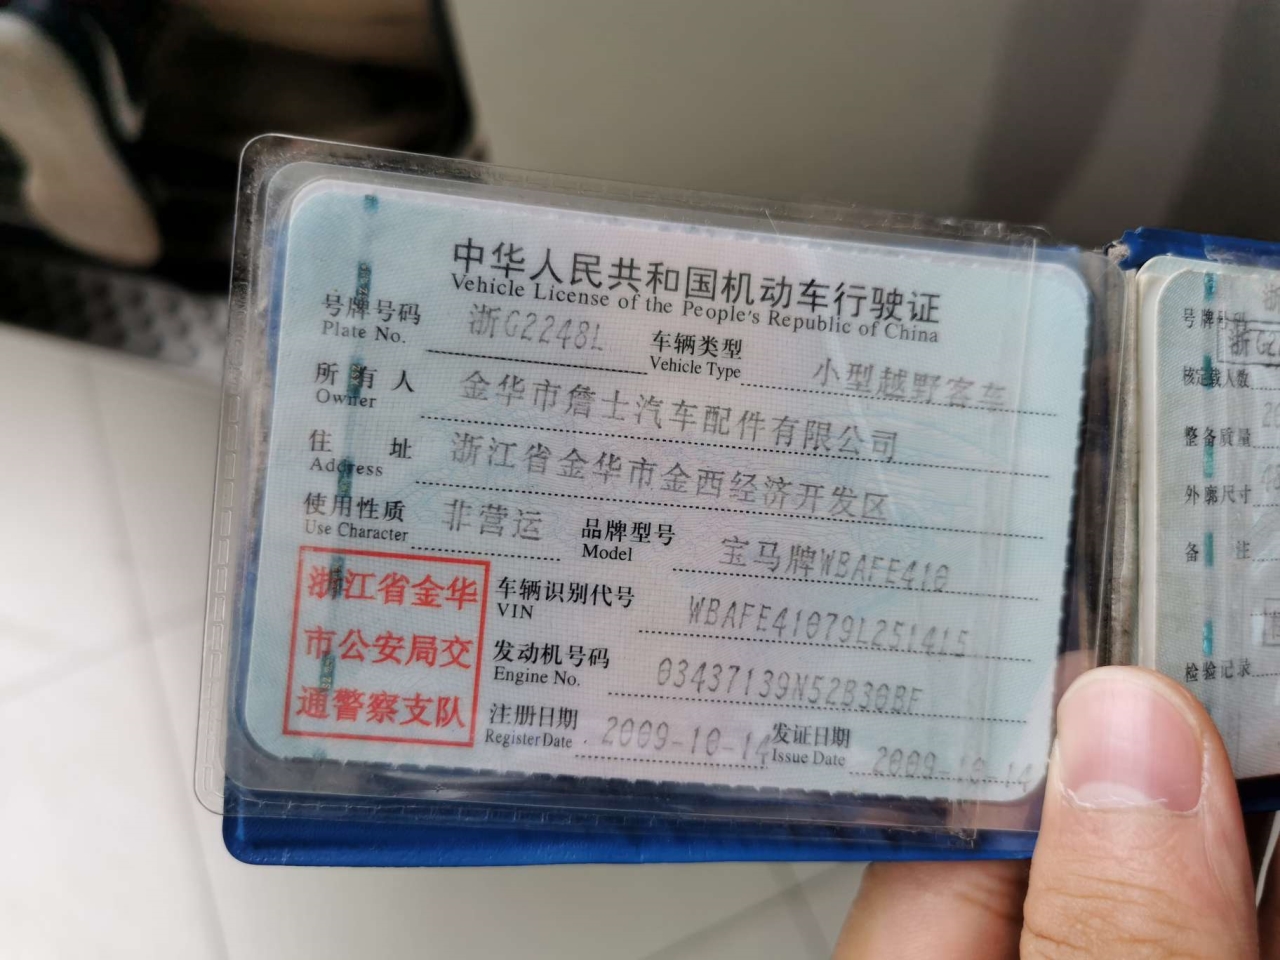 中华人民共和国机动车行驶证
Vehicle License of the People's Republic of China
号牌号码 浙G2248L 车辆类型 小型越野客车
Plate No. Vehicle Type
所有人 金华市詹士汽车配件有限公司
Owner
住址 浙江省金华市金西经济开发区
Address
使用性质 非营运 品牌型号 宝马牌WBAFE410
Use Character Model
浙江省金华
市公安局交
通警察支队
车辆识别代号 WBAFE41079L251415
VIN
发动机号码 03437139N52B30BF
Engine No.
注册日期 2009-10-14 发证日期 2009-10-14
Register Date Issue Date
号牌号码
浙G2
核定载人数
整备质量
外廓尺寸
备注
检验记录